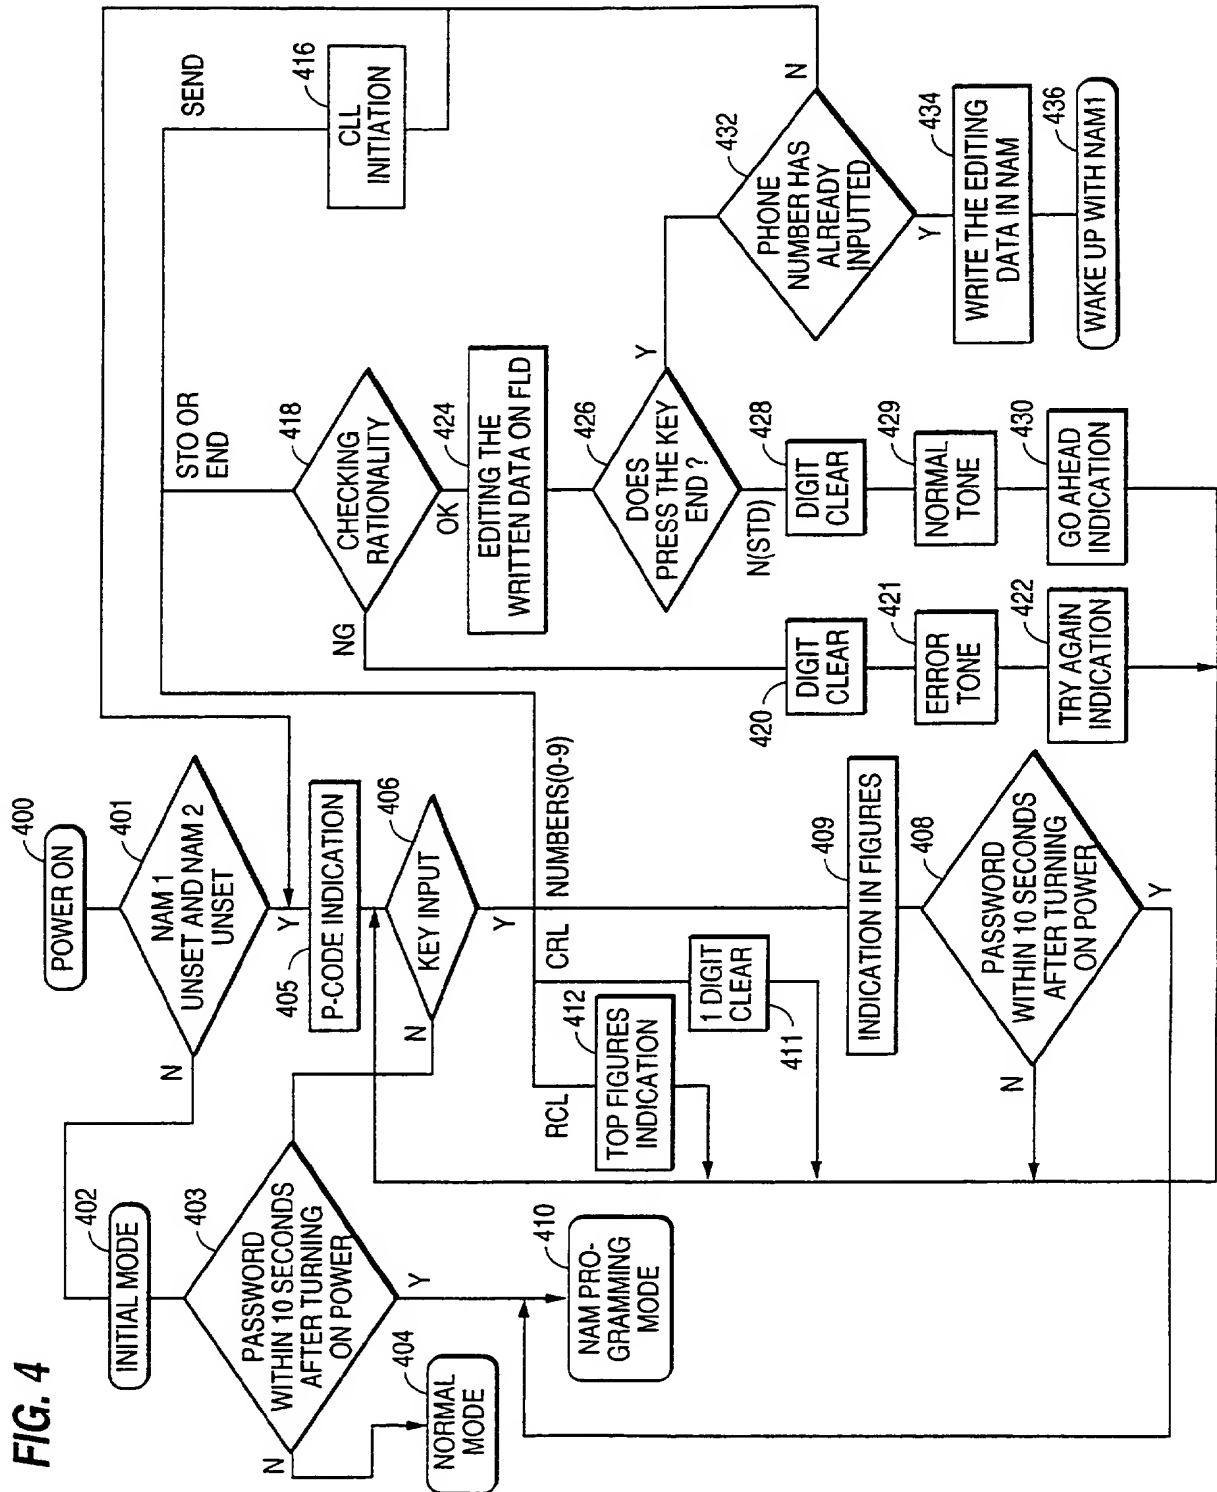 FIG. 4
POWER ON
400
NAM 1
UNSET AND NAM 2
UNSET
401
N
Y
INITIAL MODE
402
PASSWORD
WITHIN 10 SECONDS
AFTER TURNING
ON POWER
403
N
Y
NORMAL
MODE
404
P-CODE INDICATION
405
KEY INPUT
406
N
Y
NAM PRO-
GRAMMING
MODE
410
RCL
CRL
NUMBERS(0-9)
STO OR
END
SEND
TOP FIGURES
INDICATION
412
1 DIGIT
CLEAR
411
INDICATION IN FIGURES
409
PASSWORD
WITHIN 10 SECONDS
AFTER TURNING
ON POWER
408
N
Y
CLL
INITIATION
416
CHECKING
RATIONALITY
418
NG
OK
DIGIT
CLEAR
420
ERROR
TONE
421
TRY AGAIN
INDICATION
422
EDITING THE
WRITTEN DATA ON FLD
424
DOES
PRESS THE KEY
END ?
426
Y
N(STD)
DIGIT
CLEAR
428
NORMAL
TONE
429
GO AHEAD
INDICATION
430
PHONE
NUMBER HAS
ALREADY
INPUTTED
432
N
Y
WRITE THE EDITING
DATA IN NAM
434
WAKE UP WITH NAM1
436